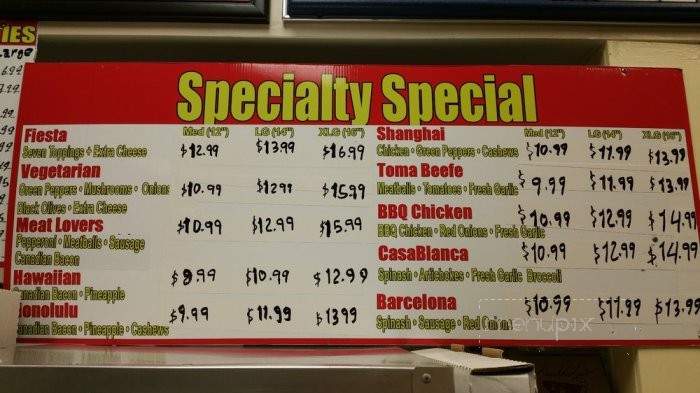 IES
Large
Specialty Special
Med (12") LG (14") XLG (16")
Fiesta
Seven Toppings + Extra Cheese $12.99 $13.99 $16.99
Vegetarian
Green Peppers • Mushrooms • Onions $10.99 $12.99 $15.99
Black Olives • Extra Cheese
Meat Lovers $10.99 $12.99 $15.99
Pepperoni • Meatballs • Sausage
Canadian Bacon
Hawaiian $8.99 $10.99 $12.99
Canadian Bacon • Pineapple
Honolulu $9.99 $11.99 $13.99
Canadian Bacon • Pineapple • Cashews
Med (12") LG (14") XLG (16")
Shanghai
Chicken • Green Peppers • Cashews $10.99 $11.99 $13.99
Toma Beefe
Meatballs • Tomatoes • Fresh Garlic $9.99 $11.99 $13.99
BBQ Chicken $10.99 $12.99 $14.99
BBQ Chicken • Red Onions • Fresh Garlic
CasaBlanca $10.99 $12.99 $14.99
Spinash • Artichokes • Fresh Garlic Broccoli
Barcelona $10.99 $11.99 $13.99
Spinash • Sausage • Red Onions
menupix